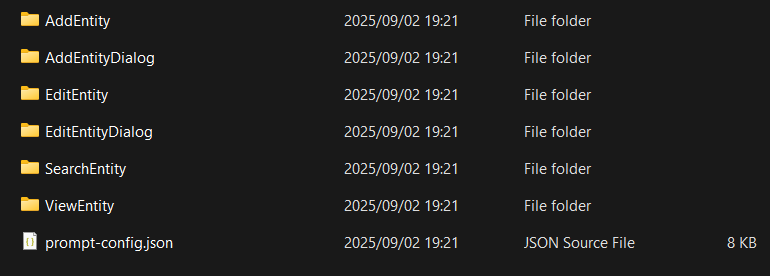 AddEntity 2025/09/02 19:21 File folder
AddEntityDialog 2025/09/02 19:21 File folder
EditEntity 2025/09/02 19:21 File folder
EditEntityDialog 2025/09/02 19:21 File folder
SearchEntity 2025/09/02 19:21 File folder
ViewEntity 2025/09/02 19:21 File folder
prompt-config.json 2025/09/02 19:21 JSON Source File 8 KB